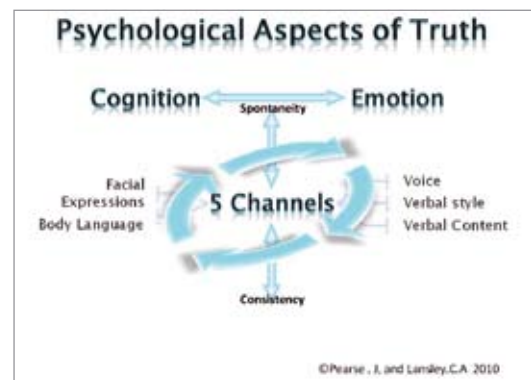 Psychological Aspects of Truth
Cognition
Emotion
Spontaneity
Facial
Expressions
Body Language
5 Channels
Voice
Verbal style
Verbal Content
Consistency
©Pearse , J, and Lansley,C.A 2010